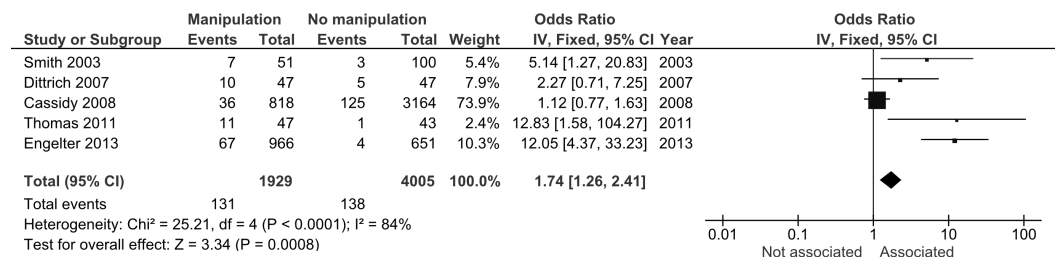 Manipulation No manipulation Odds Ratio Odds Ratio
Study or Subgroup Events Total Events Total Weight IV, Fixed, 95% CI Year IV, Fixed, 95% CI
Smith 2003 7 51 3 100 5.4% 5.14 [1.27, 20.83] 2003
Dittrich 2007 10 47 5 47 7.9% 2.27 [0.71, 7.25] 2007
Cassidy 2008 36 818 125 3164 73.9% 1.12 [0.77, 1.63] 2008
Thomas 2011 11 47 1 43 2.4% 12.83 [1.58, 104.27] 2011
Engelter 2013 67 966 4 651 10.3% 12.05 [4.37, 33.23] 2013
Total (95% CI) 1929 4005 100.0% 1.74 [1.26, 2.41]
Total events 131 138
Heterogeneity: Chi² = 25.21, df = 4 (P < 0.0001); I² = 84%
Test for overall effect: Z = 3.34 (P = 0.0008)
0.01 0.1 1 10 100
Not associated Associated